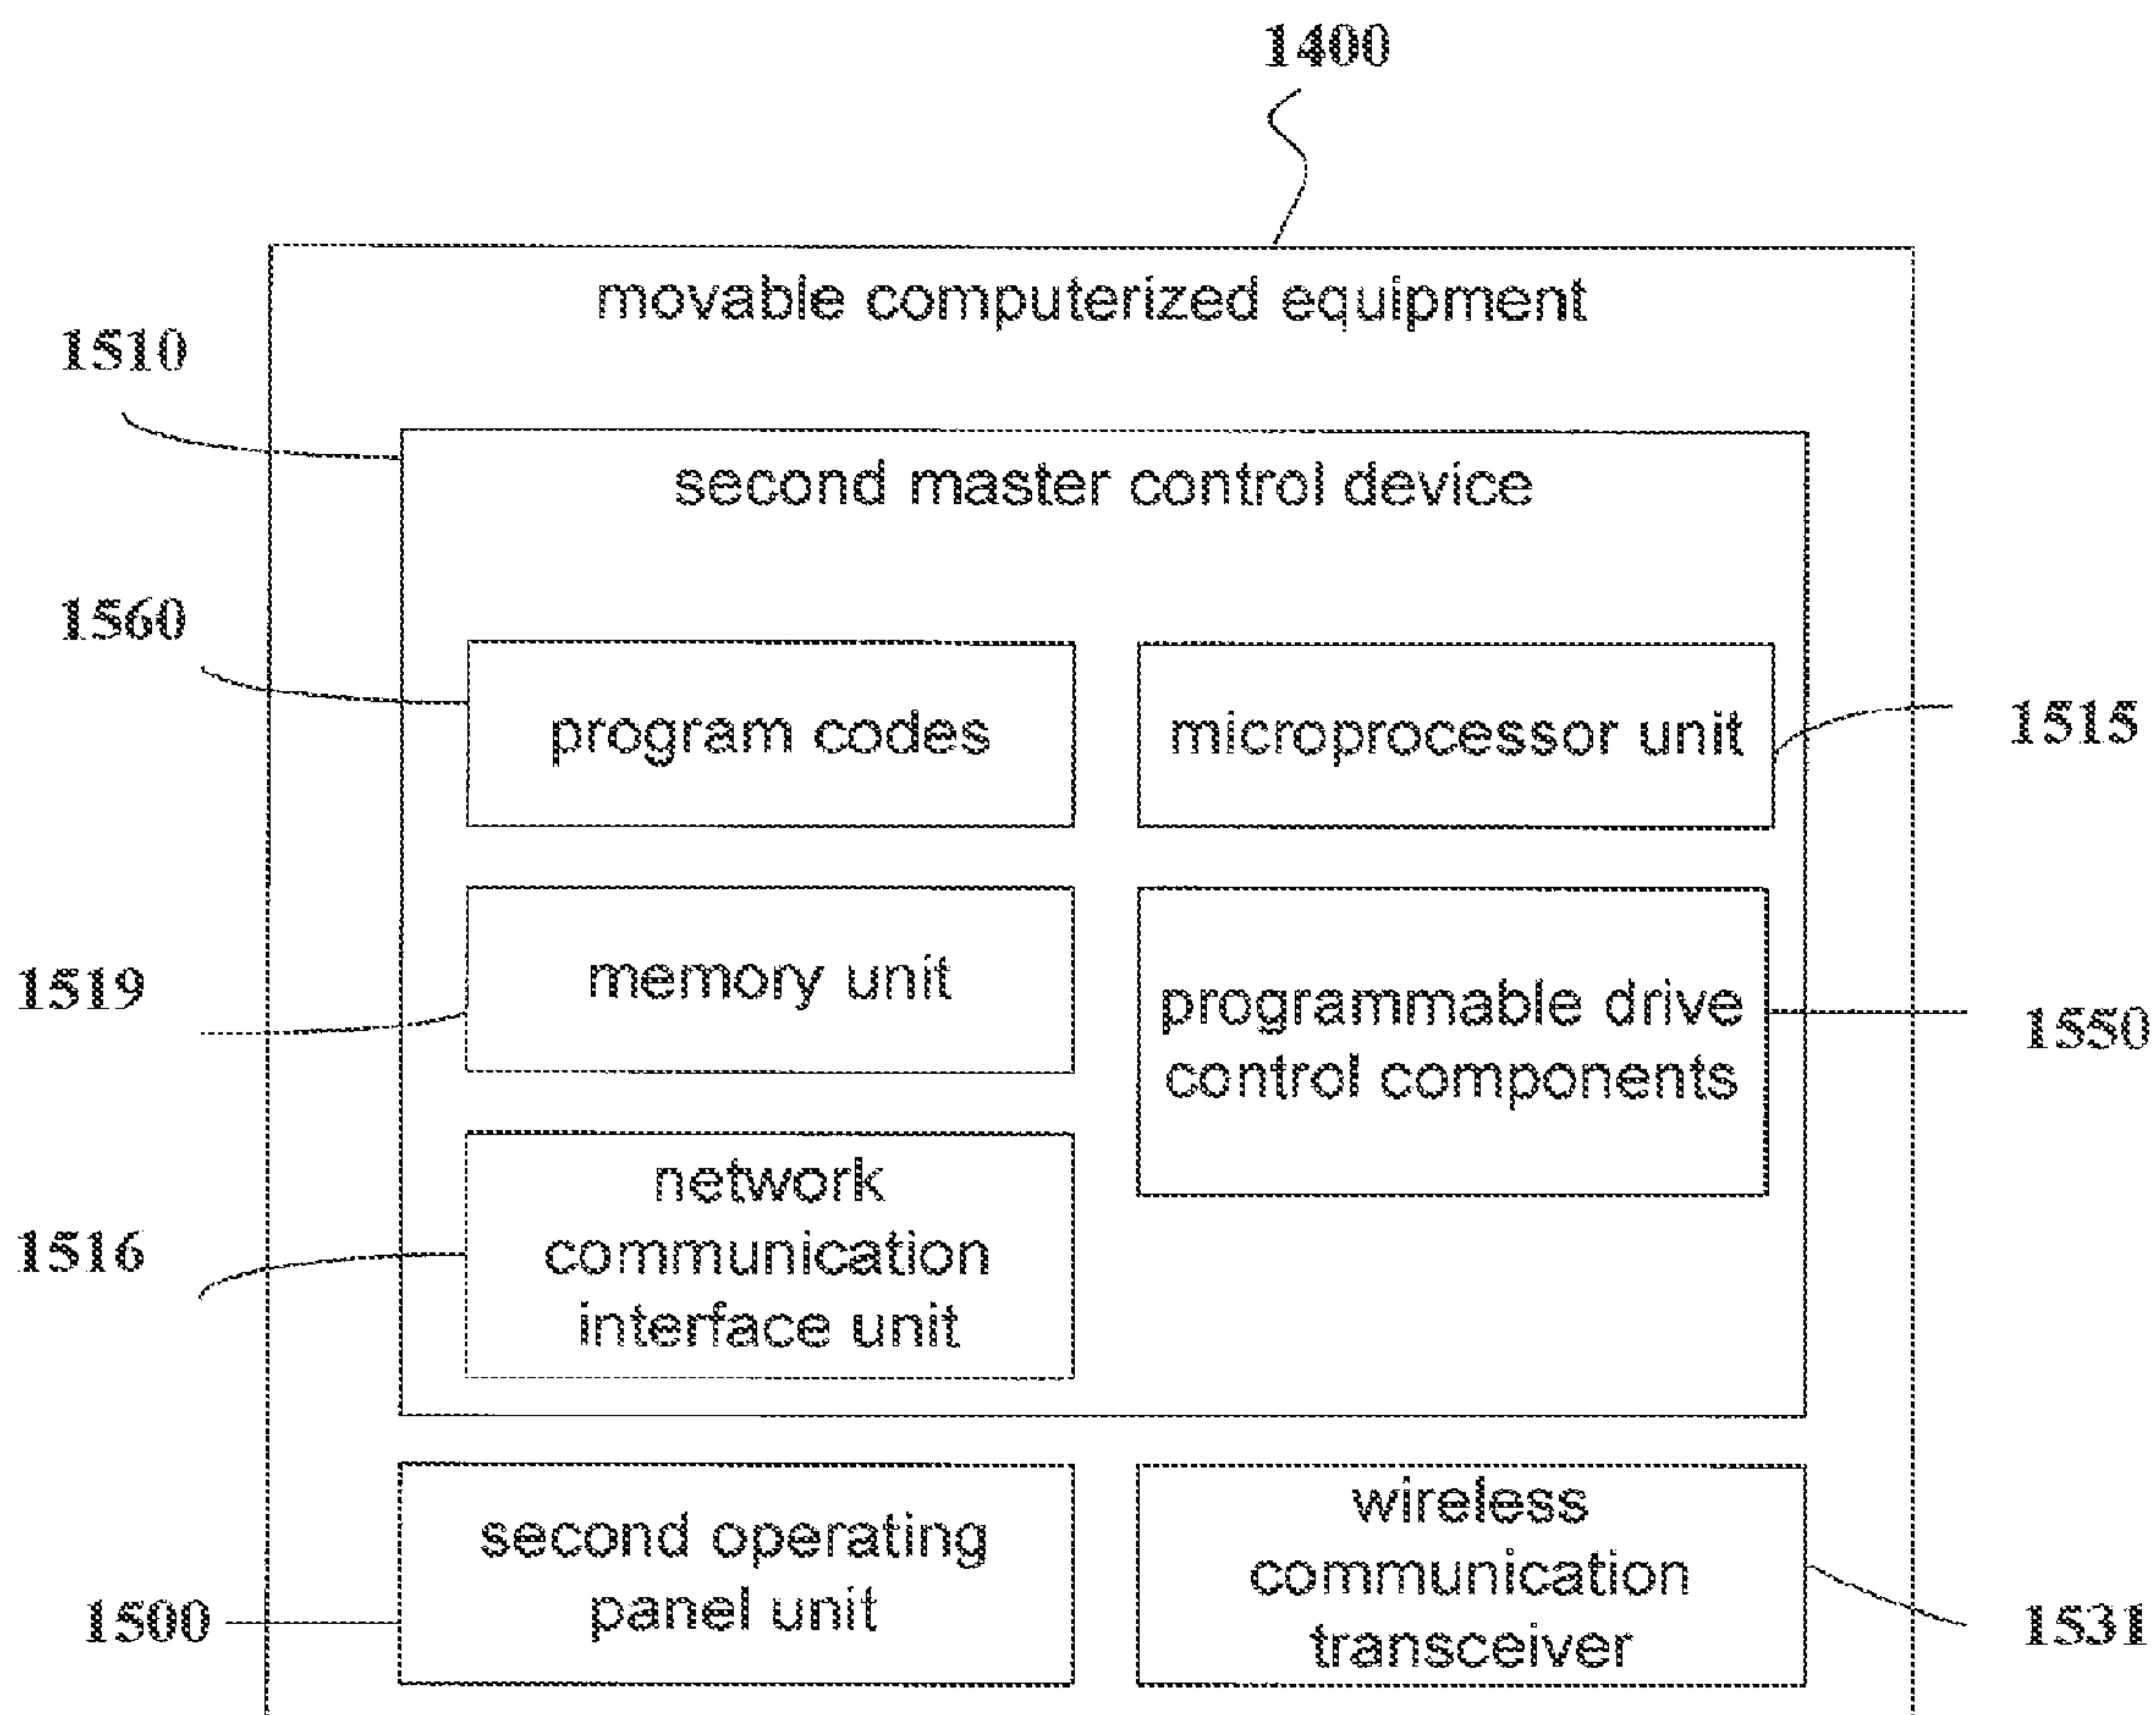 1400
movable computerized equipment
1510
second master control device
1560
program codes
microprocessor unit
1515
memory unit
1519
programmable drive
control components
1550
network
communication
interface unit
1516
second operating
panel unit
1500
wireless
communication
transceiver
1531